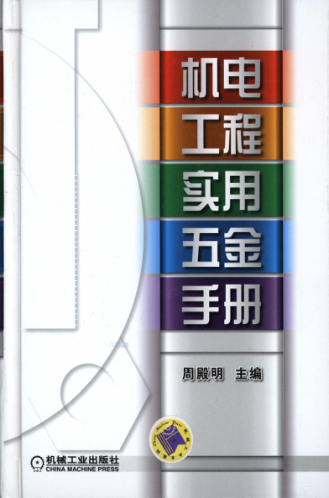 机电
工程
实用
五金
手册
周殿明 主编
机械工业出版社
CHINA MACHINE PRESS